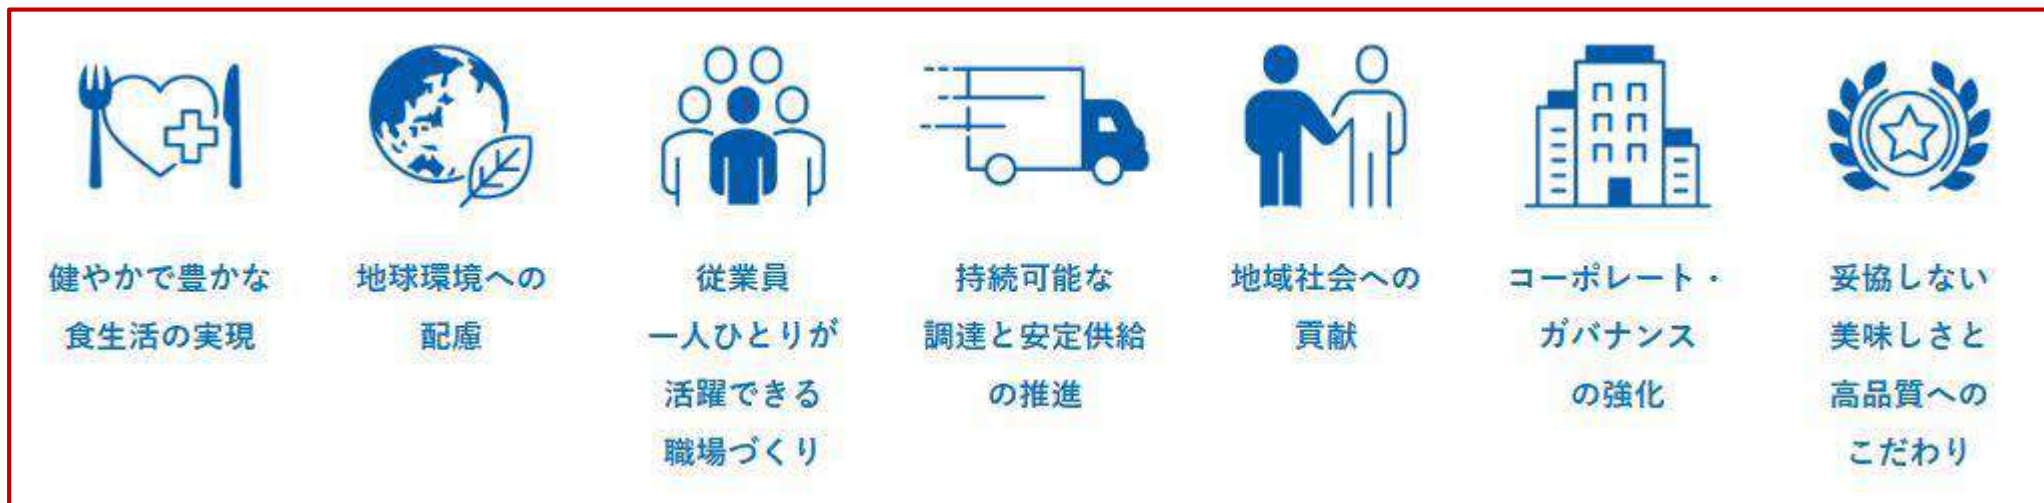 健やかで豊かな
食生活の実現
地球環境への
配慮
従業員
一人ひとりが
活躍できる
職場づくり
持続可能な
調達と安定供給
の推進
地域社会への
貢献
コーポレート・
ガバナンス
の強化
妥協しない
美味しさと
高品質への
こだわり